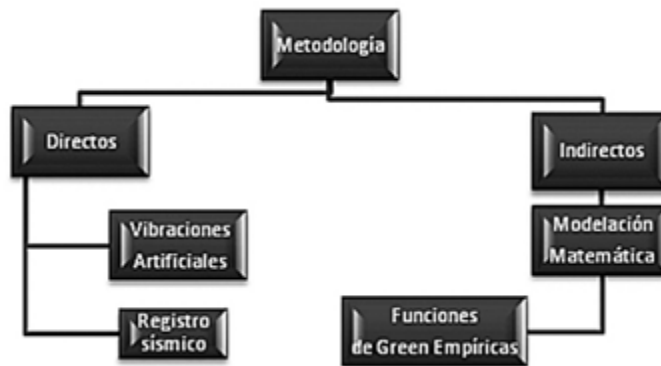 Metodología
Directos
Indirectos
Vibraciones
Artificiales
Modelación
Matemática
Registro
sísmico
Funciones
de Green Empíricas